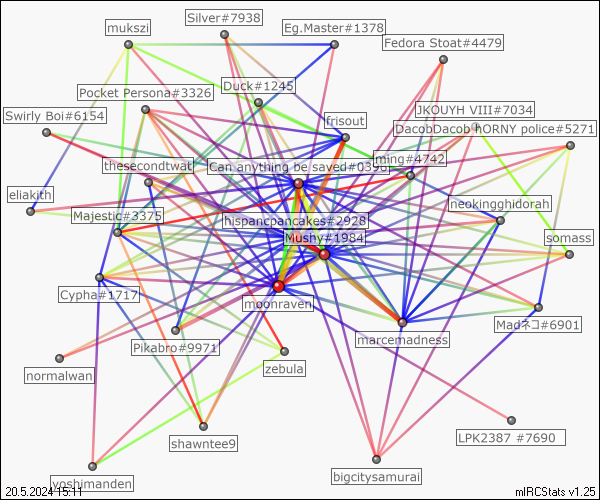 Silver#7938
mukszi
Eg.Master#1378
Fedora Stoat#4479
Duck#1245
Pocket Persona#3326
JKOUYH VIII#7034
Swirly Boi#6154
frisout
DacobDacob hORNY police#5271
ming#4742
thesecondtwat
Can anything be saved#0390
eliakith
neokingghidorah
Majestic#3375
hispancpancakes#2928
Mushy#1984
somass
Cypha#1717
moonraven
Madネコ#6901
marcemadness
Pikabro#9971
zebula
normalwan
LPK2387 #7690
shawntee9
bigcitysamurai
yoshimanden
20.5.2024 15:11
mIRCStats v1.25